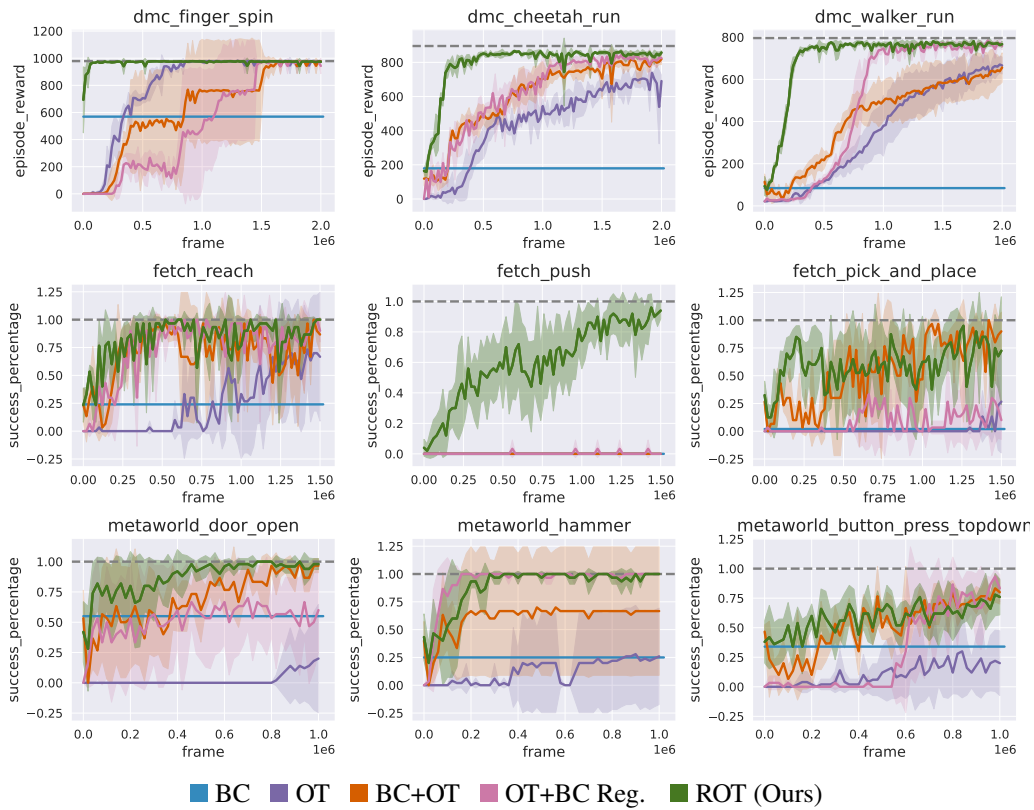 dmc_finger_spin
dmc_cheetah_run
dmc_walker_run
episode_reward
1200
1000
800
600
400
200
0
0.0 0.5 1.0 1.5 2.0
frame 1e6
episode_reward
800
600
400
200
0
0.0 0.5 1.0 1.5 2.0
frame 1e6
episode_reward
800
600
400
200
0
0.0 0.5 1.0 1.5 2.0
frame 1e6
fetch_reach
fetch_push
fetch_pick_and_place
success_percentage
1.25
1.00
0.75
0.50
0.25
0.00
−0.25
0.00 0.25 0.50 0.75 1.00 1.25 1.50
frame 1e6
success_percentage
1.0
0.8
0.6
0.4
0.2
0.0
0.00 0.25 0.50 0.75 1.00 1.25 1.50
frame 1e6
success_percentage
1.25
1.00
0.75
0.50
0.25
0.00
−0.25
0.00 0.25 0.50 0.75 1.00 1.25 1.50
frame 1e6
metaworld_door_open
metaworld_hammer
metaworld_button_press_topdown
success_percentage
1.00
0.75
0.50
0.25
0.00
−0.25
0.0 0.2 0.4 0.6 0.8 1.0
frame 1e6
success_percentage
1.25
1.00
0.75
0.50
0.25
0.00
−0.25
0.0 0.2 0.4 0.6 0.8 1.0
frame 1e6
success_percentage
1.00
0.75
0.50
0.25
0.00
−0.25
0.0 0.2 0.4 0.6 0.8 1.0
frame 1e6
BC OT BC+OT OT+BC Reg. ROT (Ours)